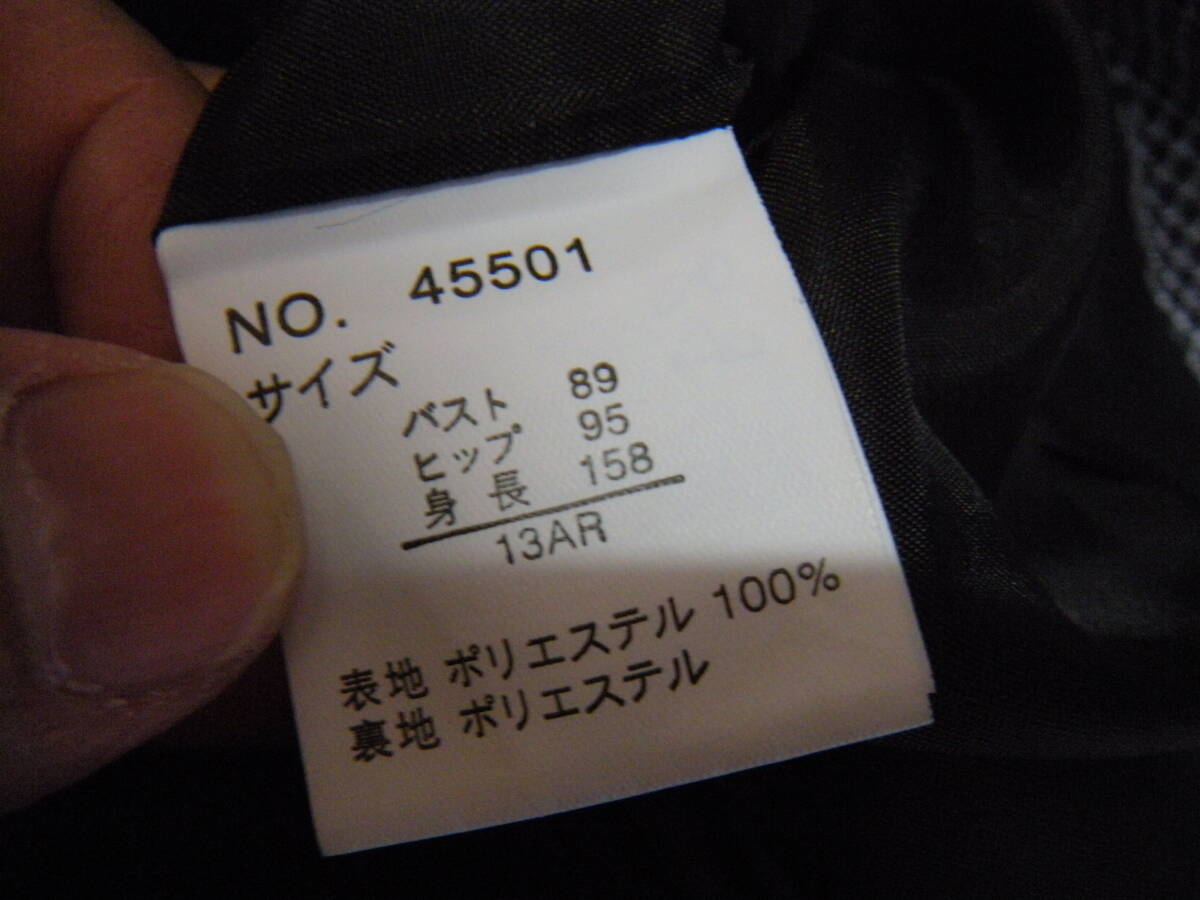 NO. 45501
サイズ
バスト 89
ヒップ 95
身長 158
13AR
表地 ポリエステル 100%
裏地 ポリエステル